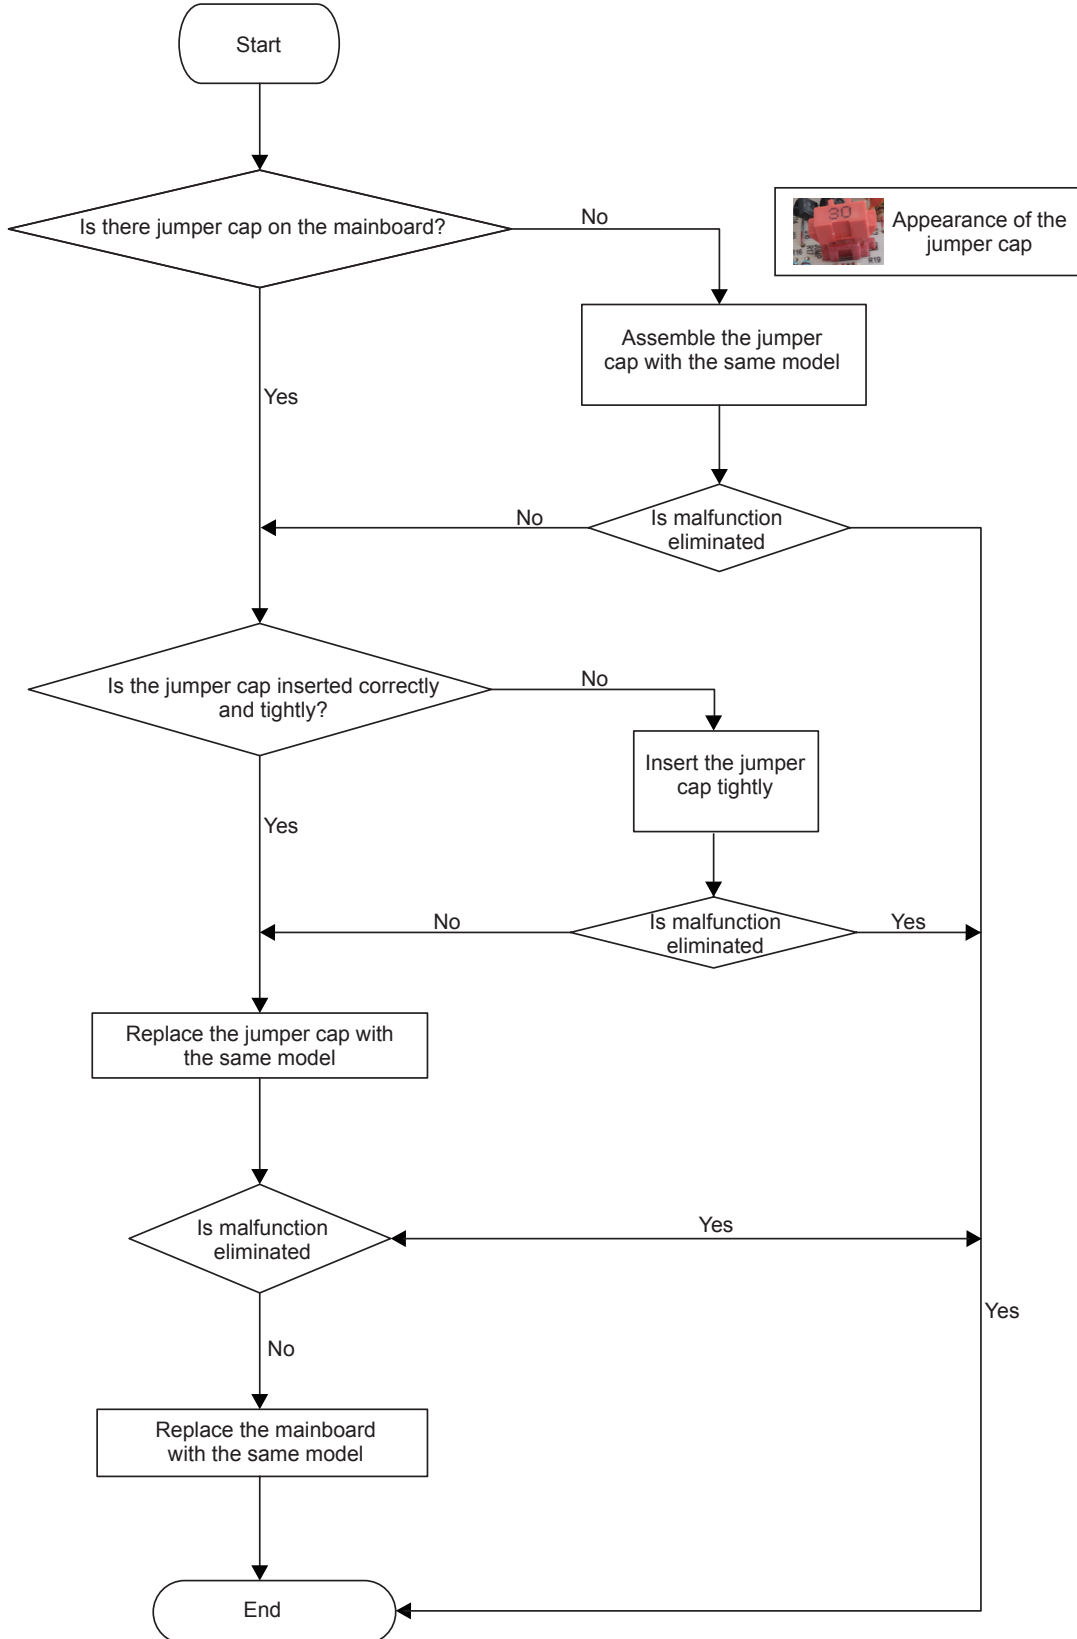 Start
Is there jumper cap on the mainboard?
No
30
R19
Appearance of the
jumper cap
Assemble the jumper
cap with the same model
Yes
No
Is malfunction
eliminated
Is the jumper cap inserted correctly
and tightly?
No
Insert the jumper
cap tightly
Yes
No
Is malfunction
eliminated
Yes
Replace the jumper cap with
the same model
Is malfunction
eliminated
Yes
Yes
No
Replace the mainboard
with the same model
End